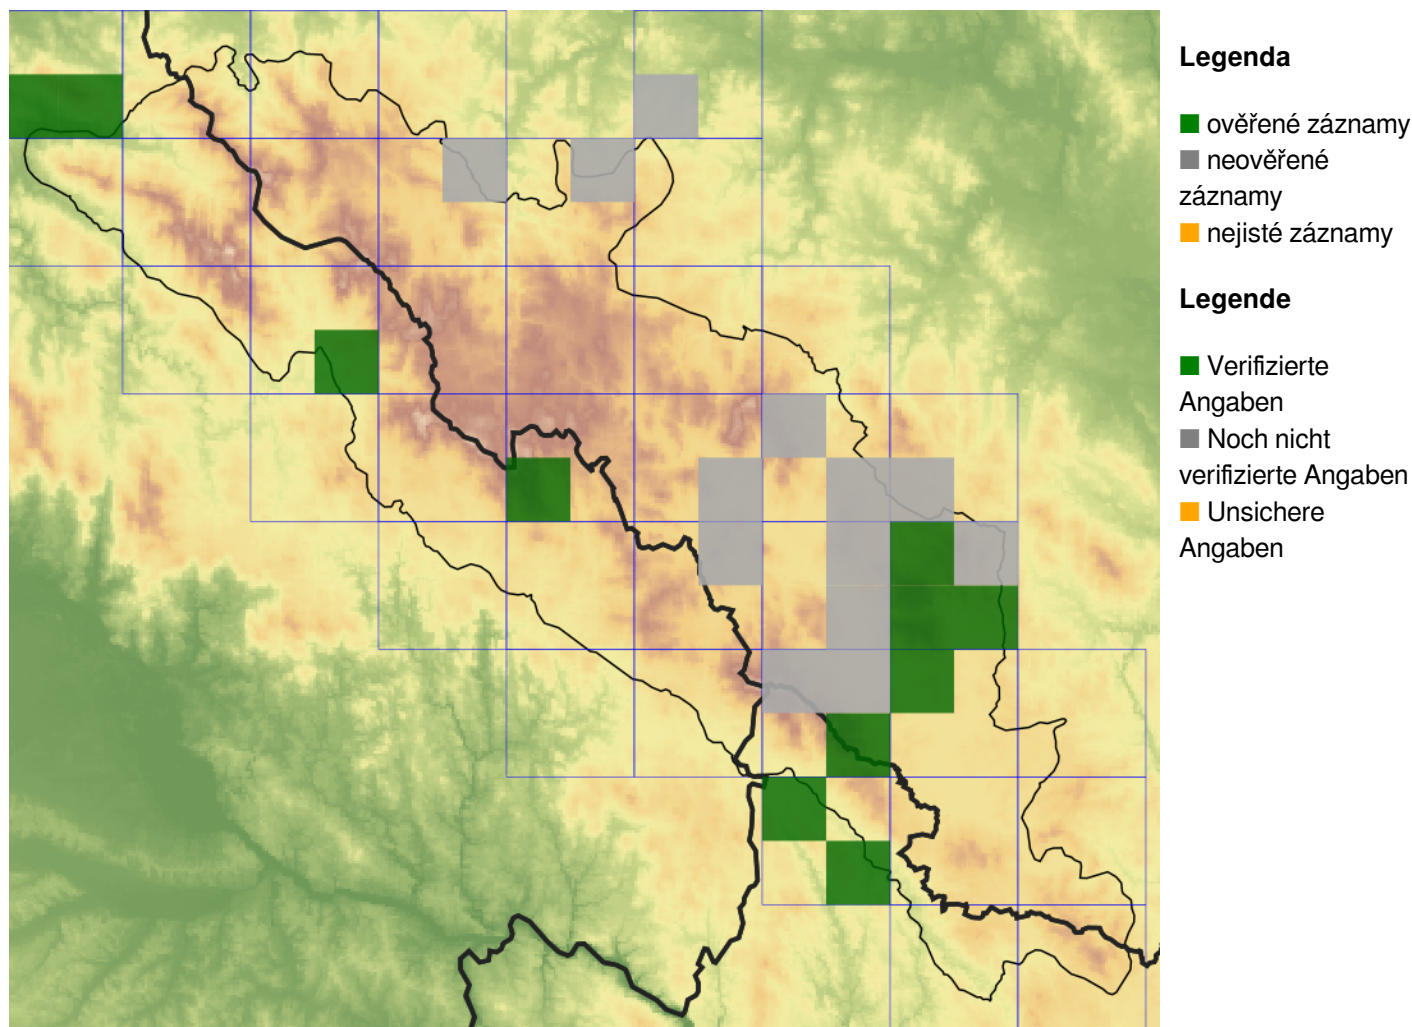 Legenda
ověřené záznamy
neověřené
záznamy
nejisté záznamy
Legende
Verifizierte
Angaben
Noch nicht
verifizierte Angaben
Unsichere
Angaben